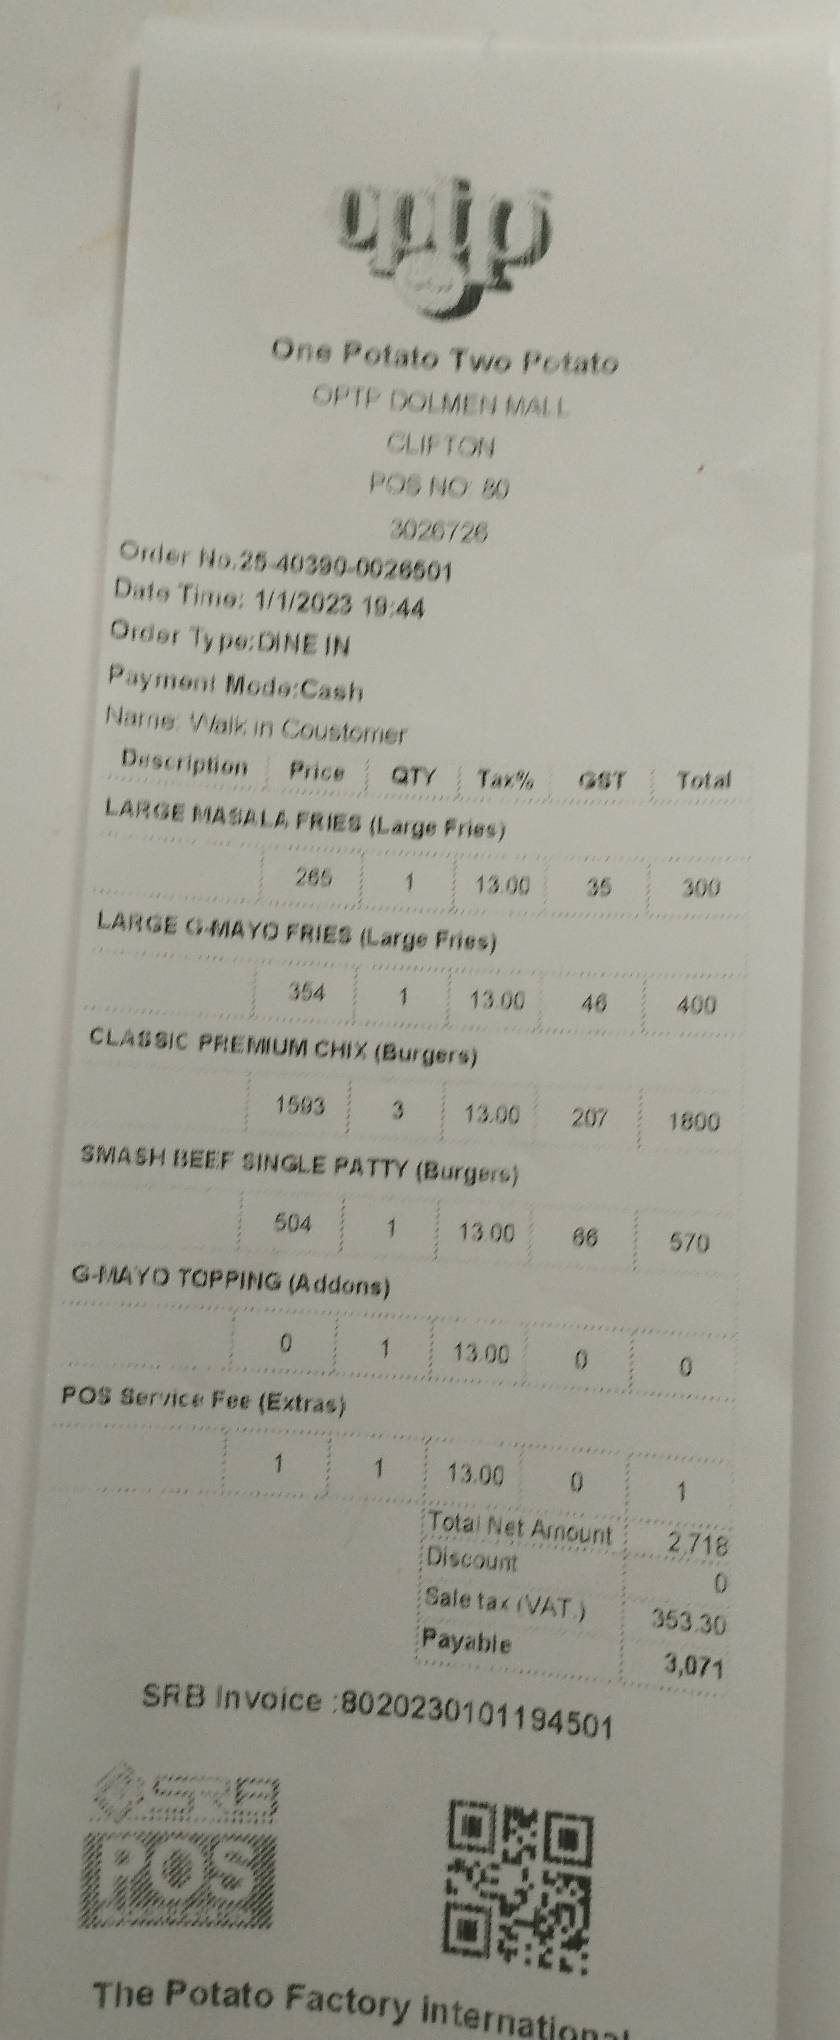 optp
One Potato Two Potato
OPTP DOLMEN MALL
CLIFTON
POS NO: 80
3026726
Order No.25-40390-0026501
Date Time: 1/1/2023 19:44
Order Type:DINE IN
Payment Mode:Cash
Name: Walk in Coustomer
Description Price QTY Tax% GST Total
LARGE MASALA FRIES (Large Fries)
265 1 13.00 35 300
LARGE G-MAYO FRIES (Large Fries)
354 1 13.00 46 400
CLASSIC PREMIUM CHIX (Burgers)
1593 3 13.00 207 1800
SMASH BEEF SINGLE PATTY (Burgers)
504 1 13.00 66 570
G-MAYO TOPPING (Addons)
0 1 13.00 0 0
POS Service Fee (Extras)
1 1 13.00 0 1
Total Net Amount 2,718
Discount 0
Sale tax (VAT.) 353.30
Payable 3,071
SRB Invoice :8020230101194501
SRB
POS
The Potato Factory International